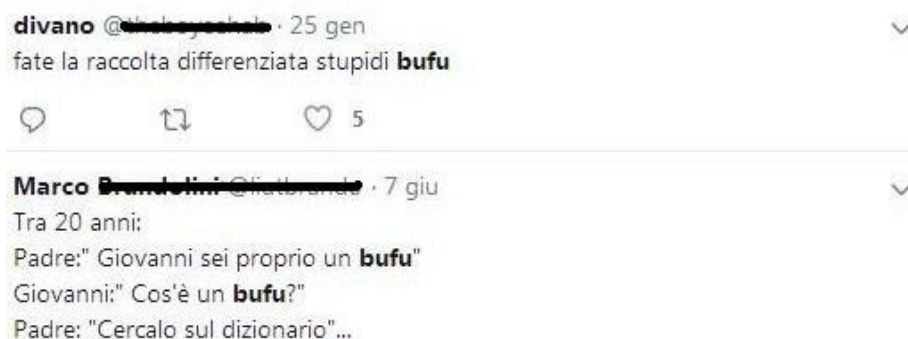 divano @ · 25 gen
fate la raccolta differenziata stupidi bufu
5
Marco · 7 giu
Tra 20 anni:
Padre:" Giovanni sei proprio un bufu"
Giovanni:" Cos'è un bufu?"
Padre: "Cercalo sul dizionario"...